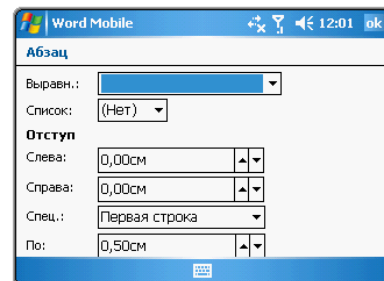 Word Mobile 12:01 ok
Абзац
Выравн.:
Список: (Нет)
Отступ
Слева: 0,00см
Справа: 0,00см
Спец.: Первая строка
По: 0,50см